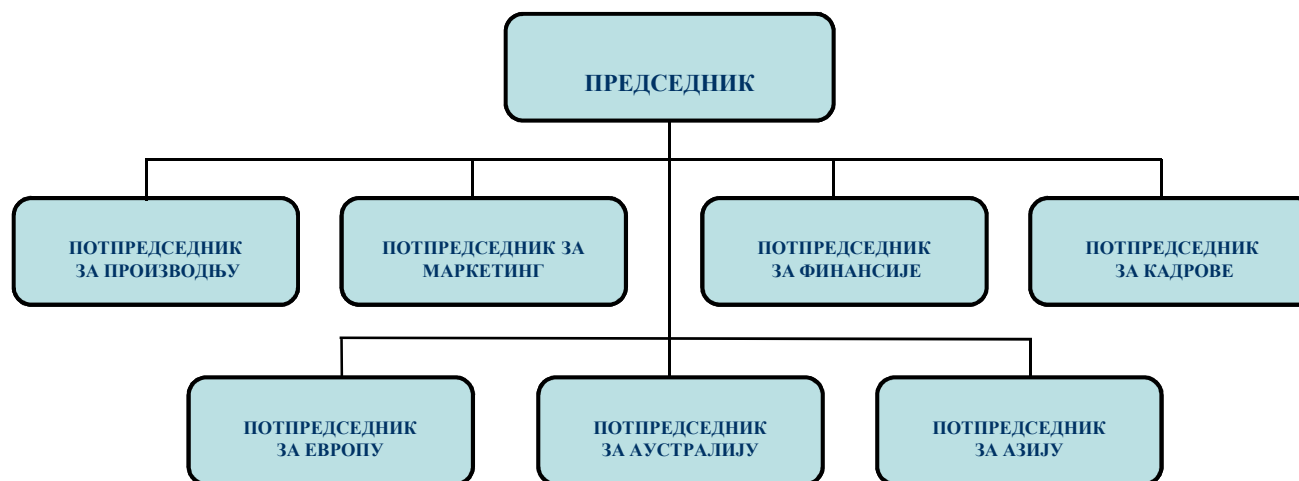 ПРЕДСЕДНИК
ПОТПРЕДСЕДНИК
ЗА ПРОИЗВОДЊУ
ПОТПРЕДСЕДНИК ЗА
МАРКЕТИНГ
ПОТПРЕДСЕДНИК
ЗА ФИНАНСИЈЕ
ПОТПРЕДСЕДНИК
ЗА КАДРОВЕ
ПОТПРЕДСЕДНИК
ЗА ЕВРОПУ
ПОТПРЕДСЕДНИК
ЗА АУСТРАЛИЈУ
ПОТПРЕДСЕДНИК
ЗА АЗИЈУ